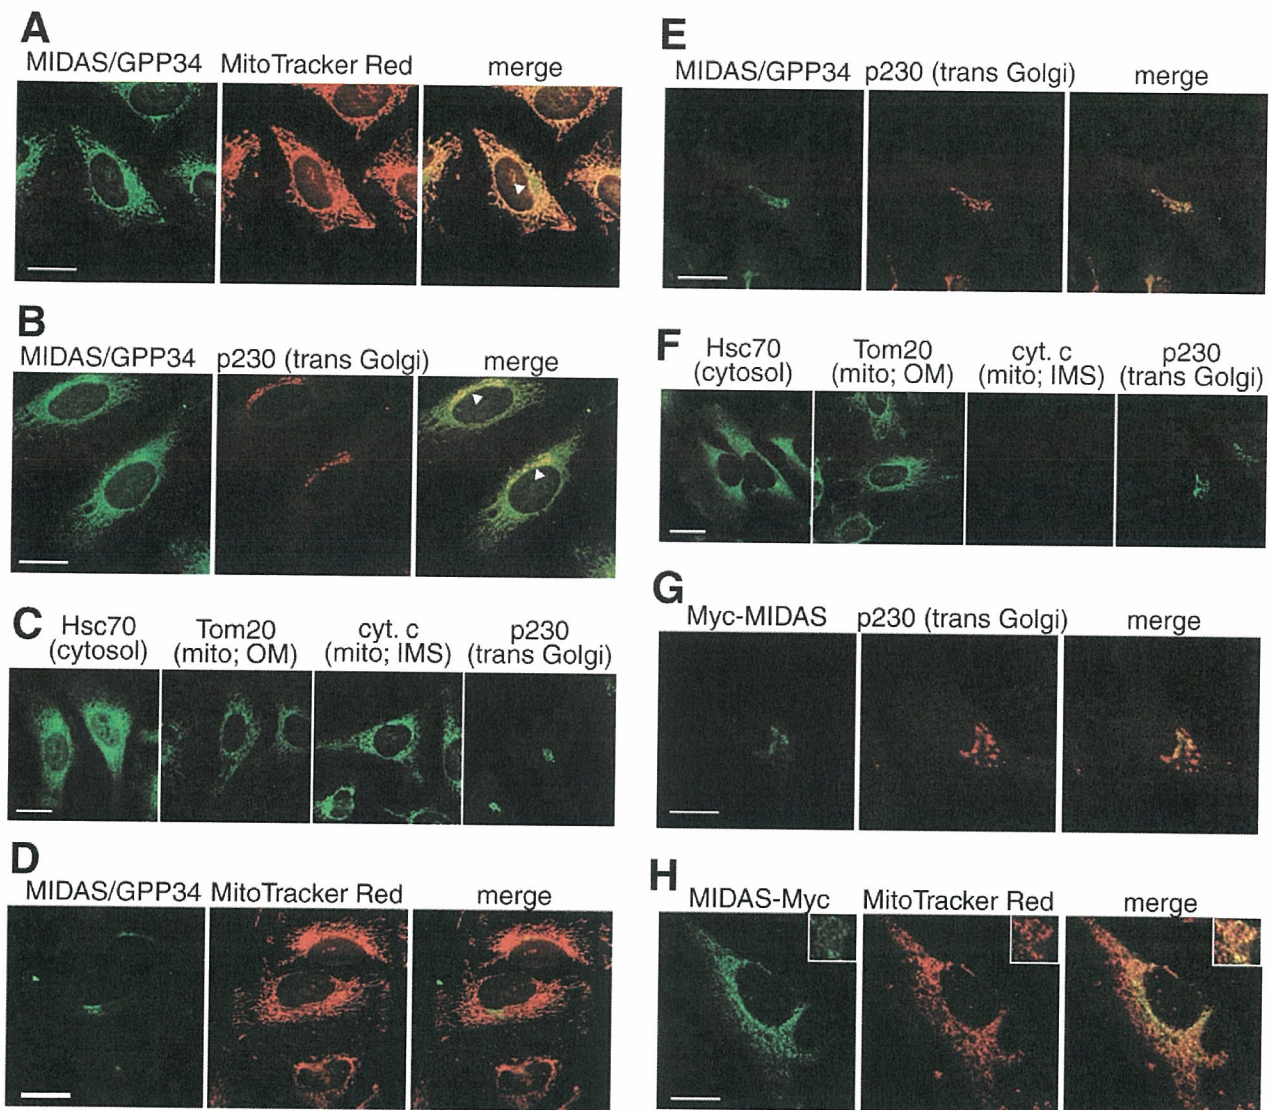 A
MIDAS/GPP34 MitoTracker Red merge
B
MIDAS/GPP34 p230 (trans Golgi) merge
C
Hsc70 (cytosol)
Tom20 (mito; OM)
cyt. c (mito; IMS)
p230 (trans Golgi)
D
MIDAS/GPP34 MitoTracker Red merge
E
MIDAS/GPP34 p230 (trans Golgi) merge
F
Hsc70 (cytosol)
Tom20 (mito; OM)
cyt. c (mito; IMS)
p230 (trans Golgi)
G
Myc-MIDAS p230 (trans Golgi) merge
H
MIDAS-Myc MitoTracker Red merge